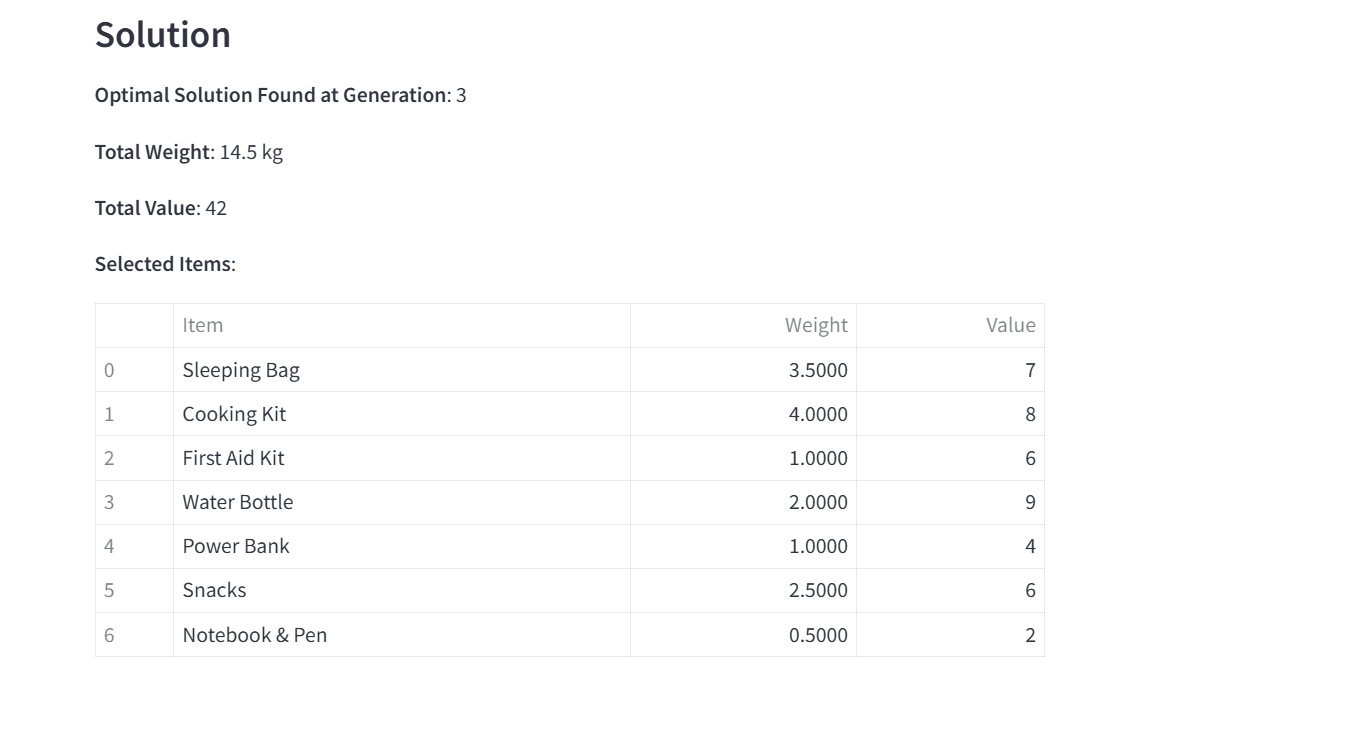 Solution
Optimal Solution Found at Generation: 3
Total Weight: 14.5 kg
Total Value: 42
Selected Items:
Item Weight Value
0 Sleeping Bag 3.5000 7
1 Cooking Kit 4.0000 8
2 First Aid Kit 1.0000 6
3 Water Bottle 2.0000 9
4 Power Bank 1.0000 4
5 Snacks 2.5000 6
6 Notebook & Pen 0.5000 2